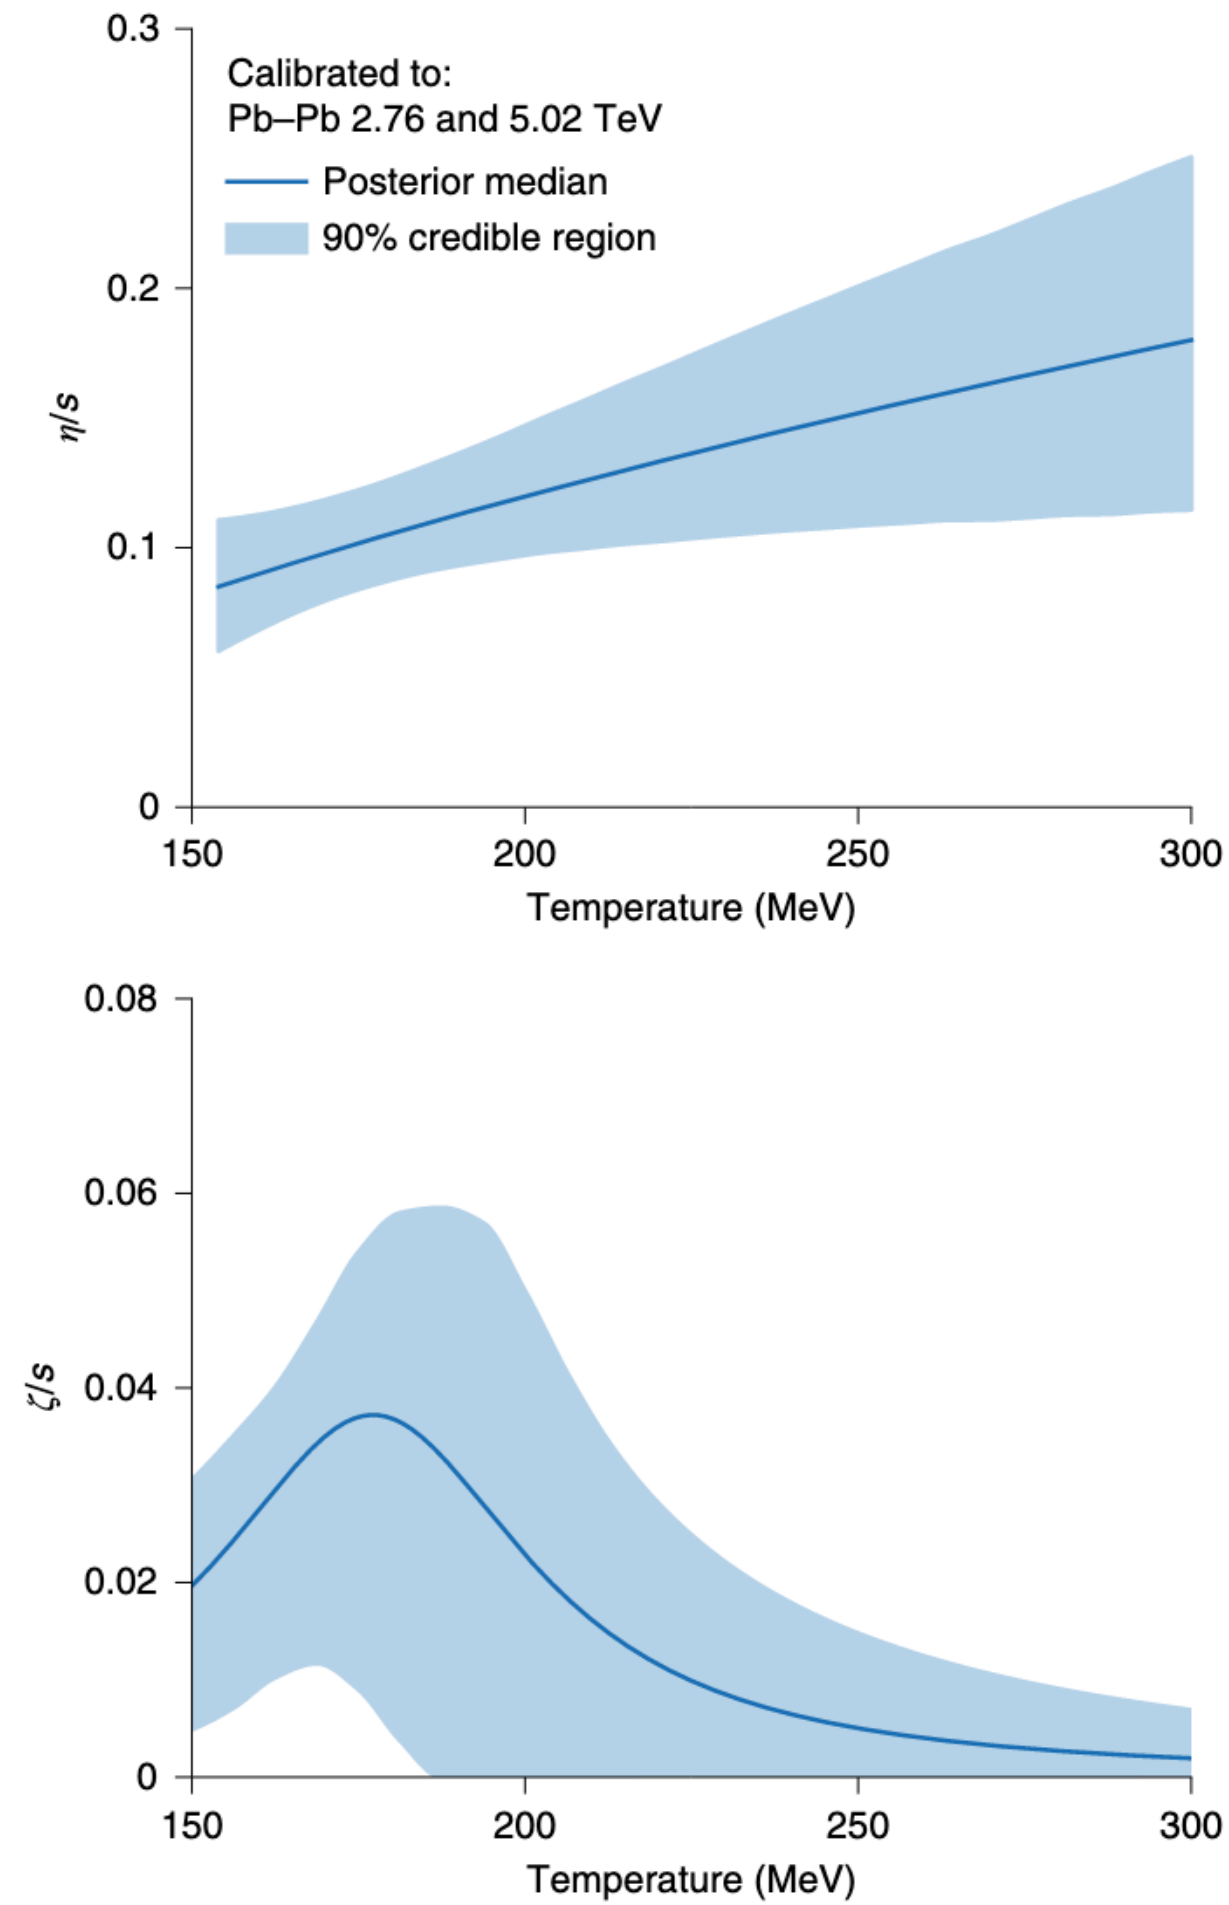 0.3
Calibrated to:
Pb–Pb 2.76 and 5.02 TeV
Posterior median
90% credible region
0.2
η/s
0.1
0
150 200 250 300
Temperature (MeV)
0.08
0.06
ζ/s
0.04
0.02
0
150 200 250 300
Temperature (MeV)